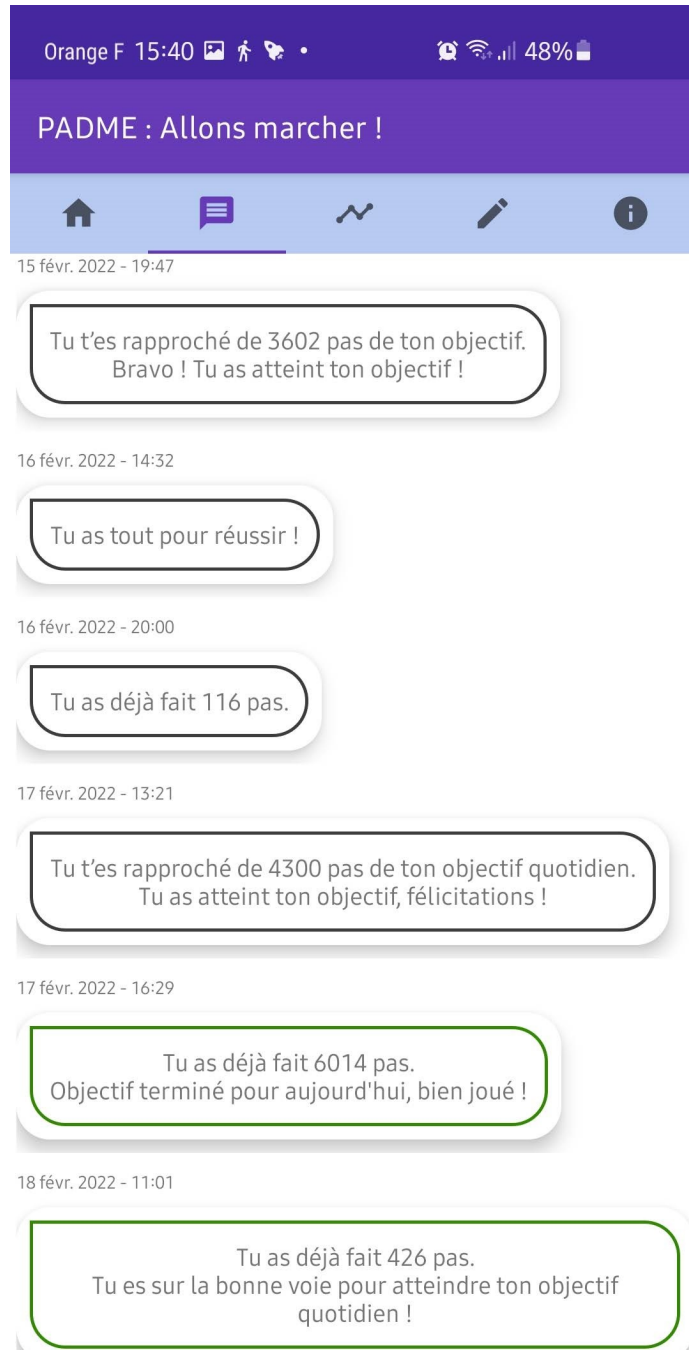 Orange F 15:40 48%
PADME : Allons marcher !
15 févr. 2022 - 19:47
Tu t’es rapproché de 3602 pas de ton objectif.
Bravo ! Tu as atteint ton objectif !
16 févr. 2022 - 14:32
Tu as tout pour réussir !
16 févr. 2022 - 20:00
Tu as déjà fait 116 pas.
17 févr. 2022 - 13:21
Tu t’es rapproché de 4300 pas de ton objectif quotidien.
Tu as atteint ton objectif, félicitations !
17 févr. 2022 - 16:29
Tu as déjà fait 6014 pas.
Objectif terminé pour aujourd'hui, bien joué !
18 févr. 2022 - 11:01
Tu as déjà fait 426 pas.
Tu es sur la bonne voie pour atteindre ton objectif
quotidien !